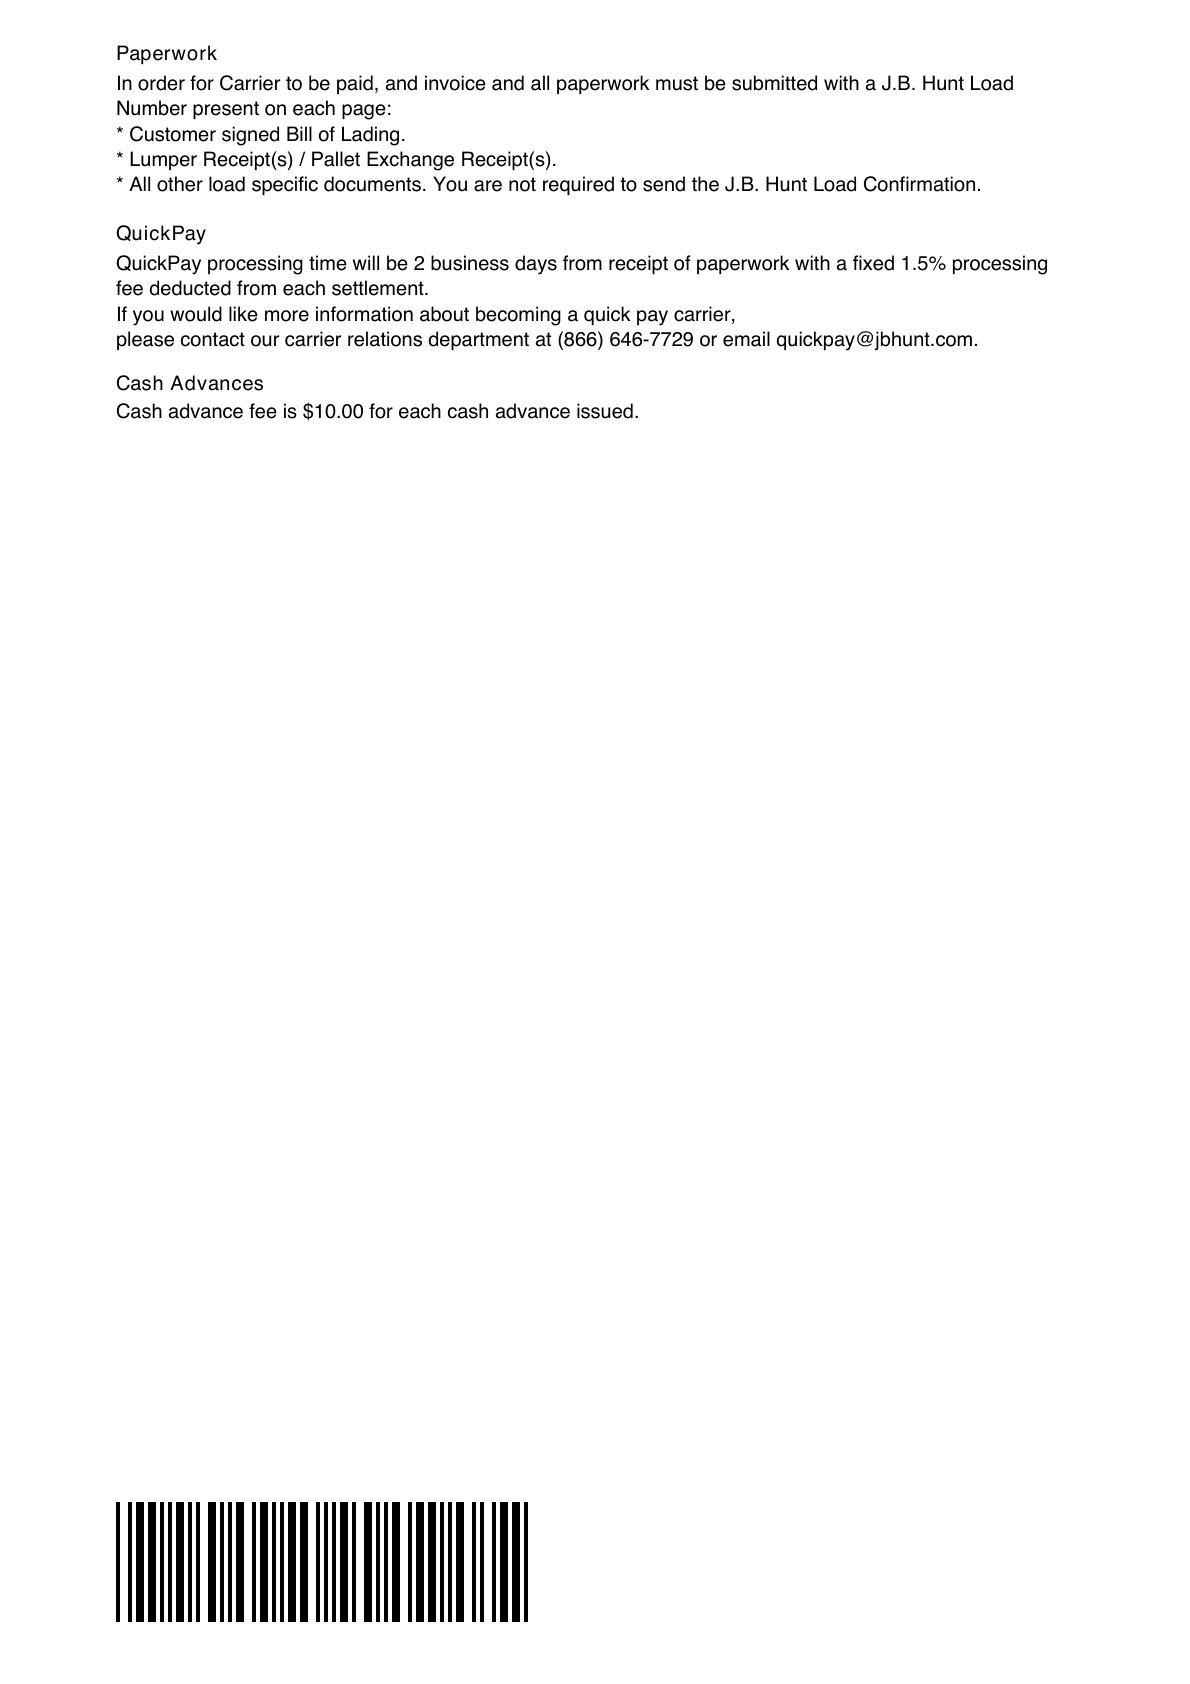 Paperwork
In order for Carrier to be paid, and invoice and all paperwork must be submitted with a J.B. Hunt Load
Number present on each page:
* Customer signed Bill of Lading.
* Lumper Receipt(s) / Pallet Exchange Receipt(s).
* All other load specific documents. You are not required to send the J.B. Hunt Load Confirmation.
QuickPay
QuickPay processing time will be 2 business days from receipt of paperwork with a fixed 1.5% processing
fee deducted from each settlement.
If you would like more information about becoming a quick pay carrier,
please contact our carrier relations department at (866) 646-7729 or email quickpay@jbhunt.com.
Cash Advances
Cash advance fee is $10.00 for each cash advance issued.